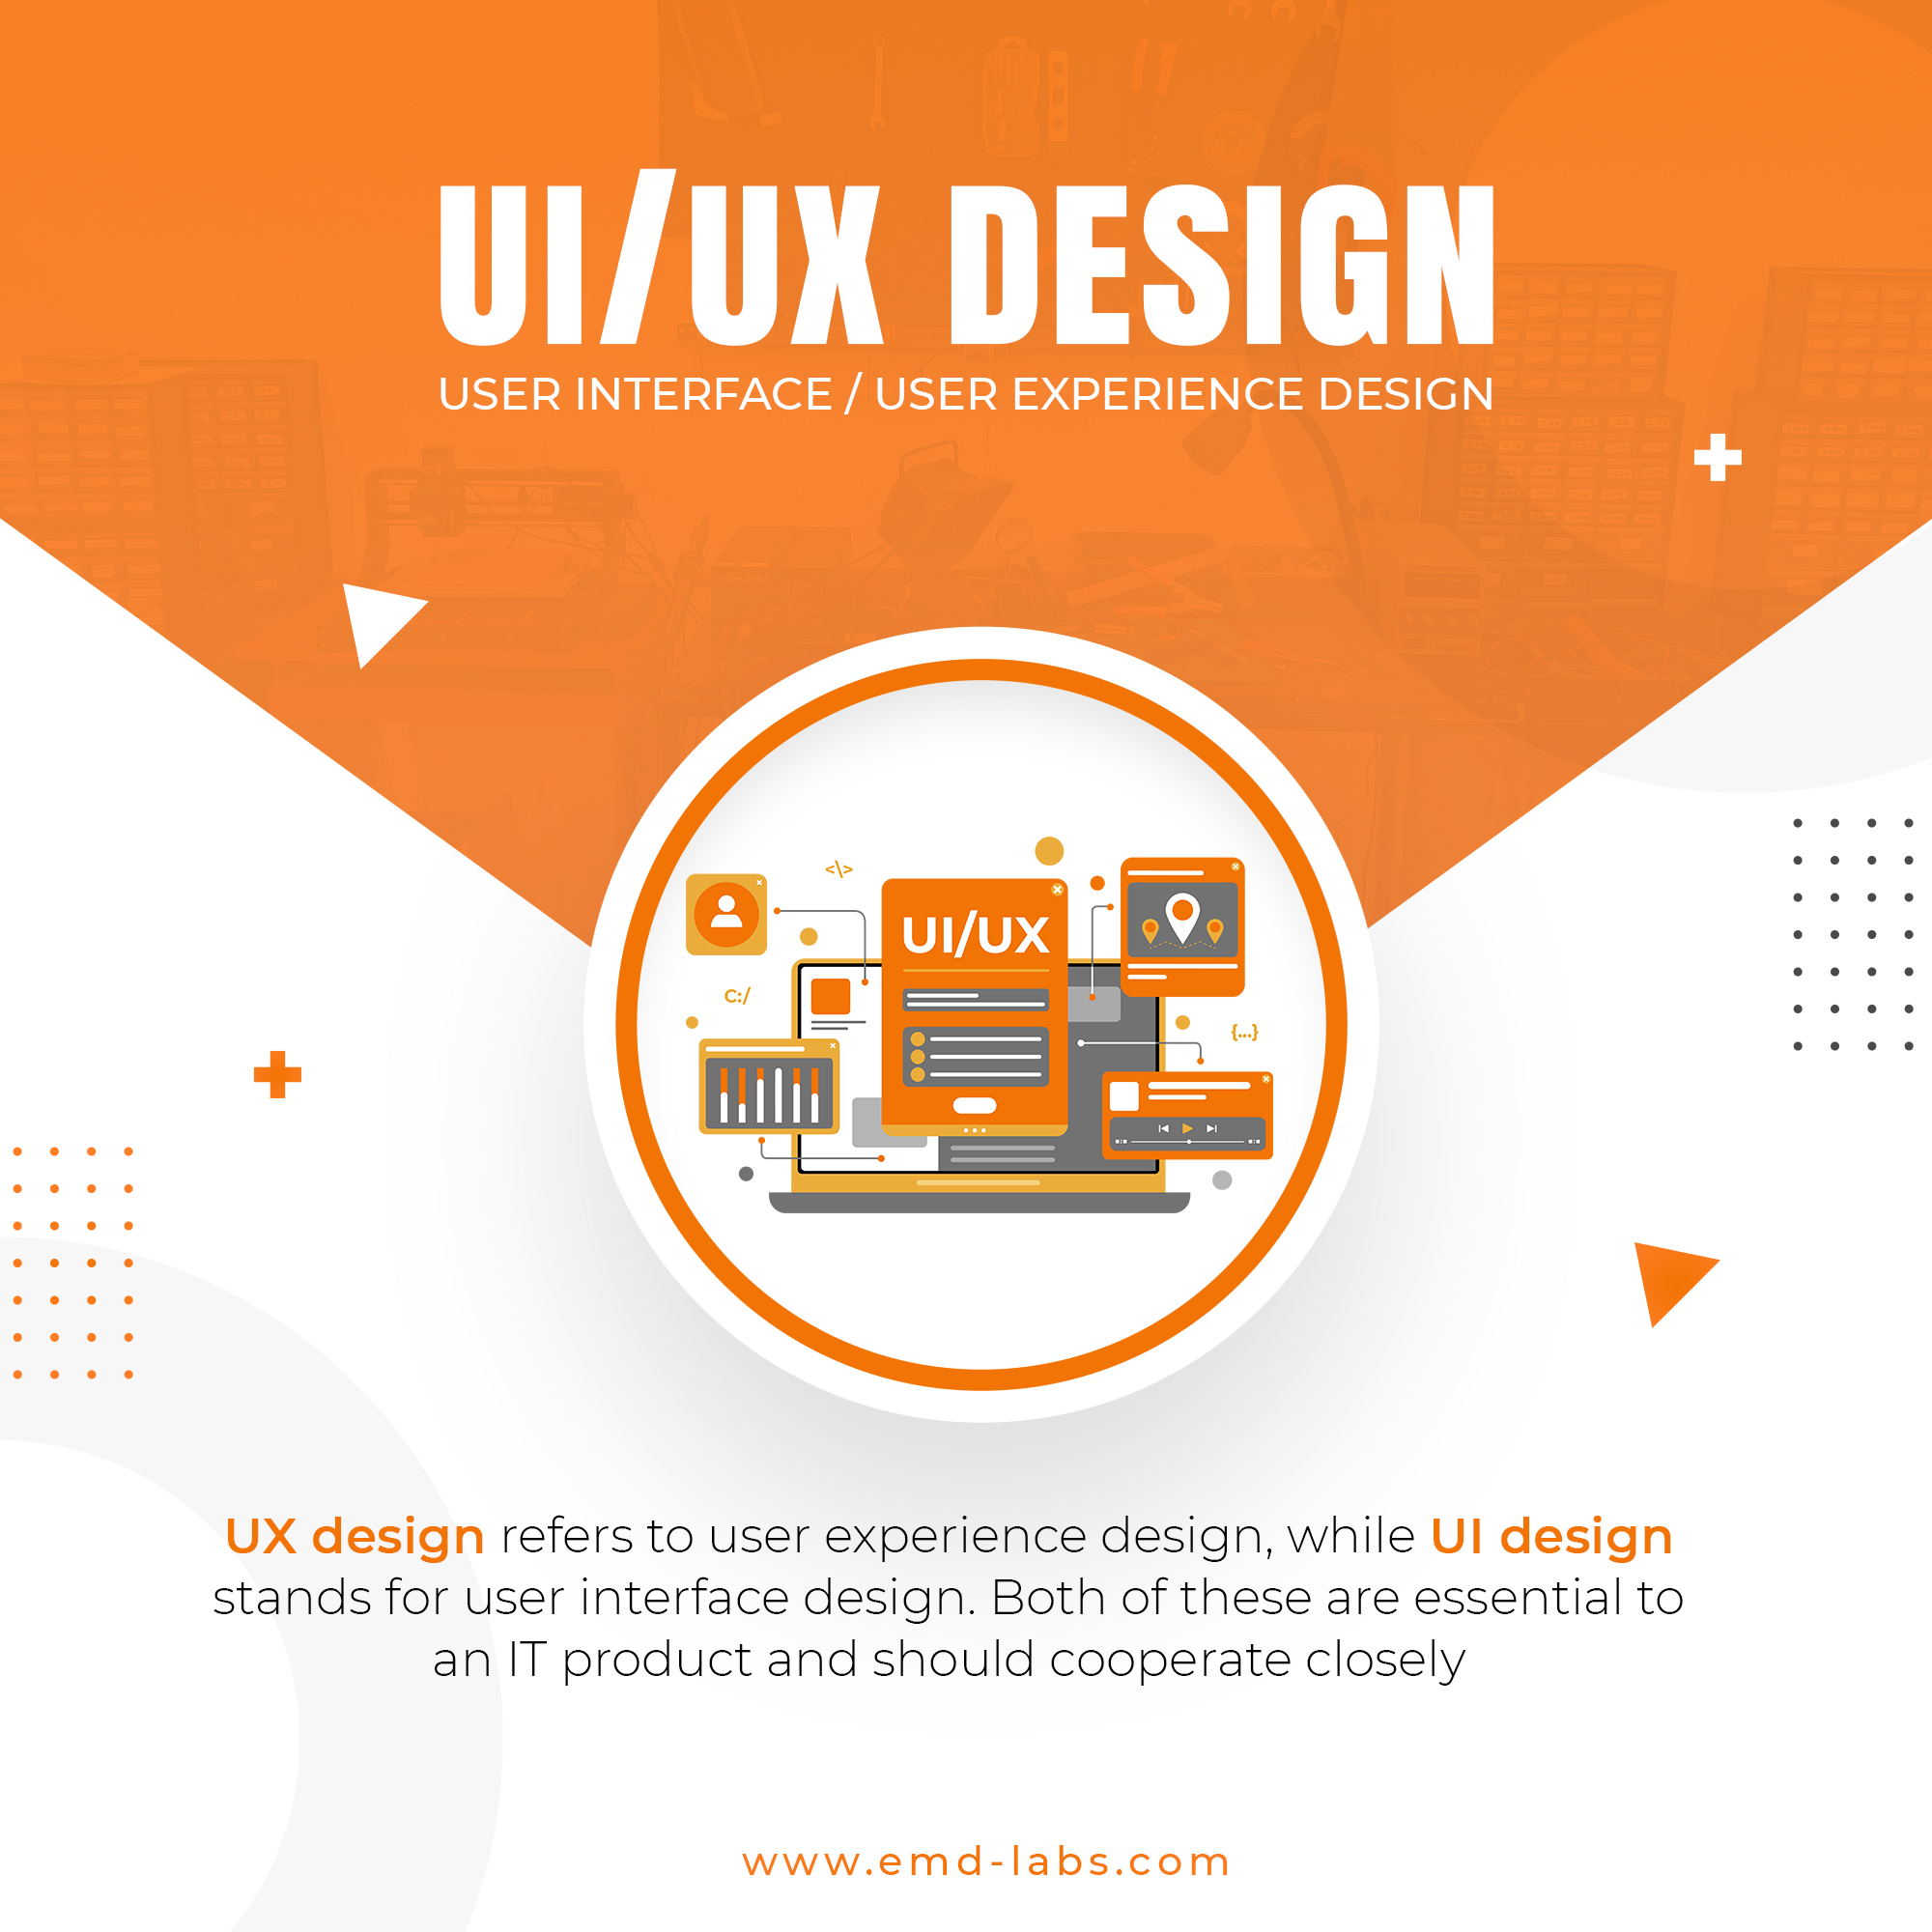 UI/UX DESIGN
USER INTERFACE / USER EXPERIENCE DESIGN
<\>
UI/UX
C:/
{...}
UX design refers to user experience design, while UI design
stands for user interface design. Both of these are essential to
an IT product and should cooperate closely
www.emd-labs.com